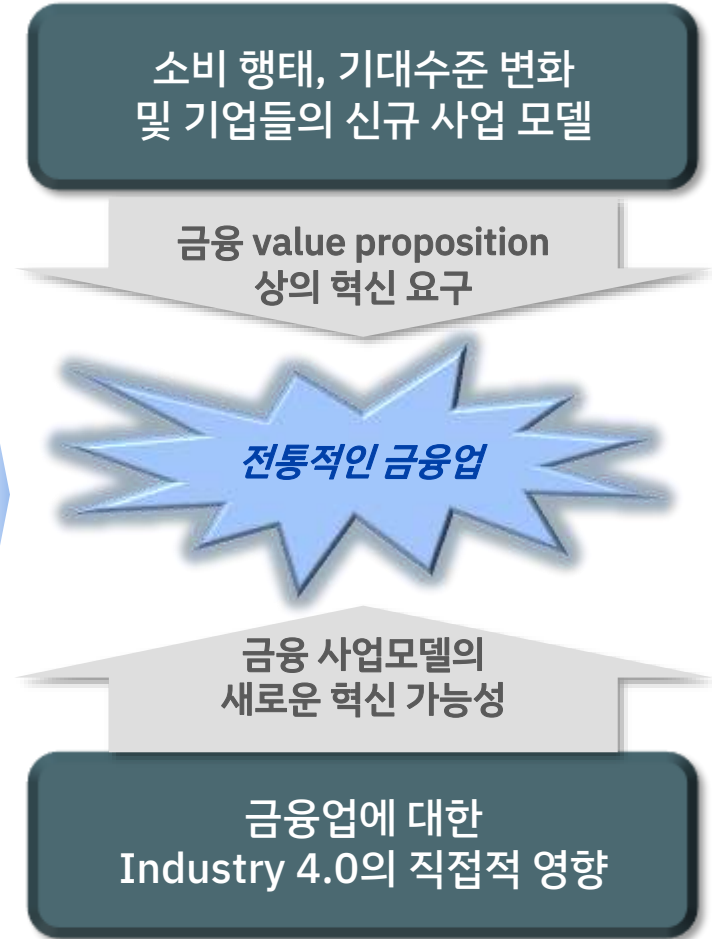 소비 행태, 기대수준 변화
및 기업들의 신규 사업 모델
금융 value proposition
상의 혁신 요구
전통적인 금융업
금융 사업모델의
새로운 혁신 가능성
금융업에 대한
Industry 4.0의 직접적 영향